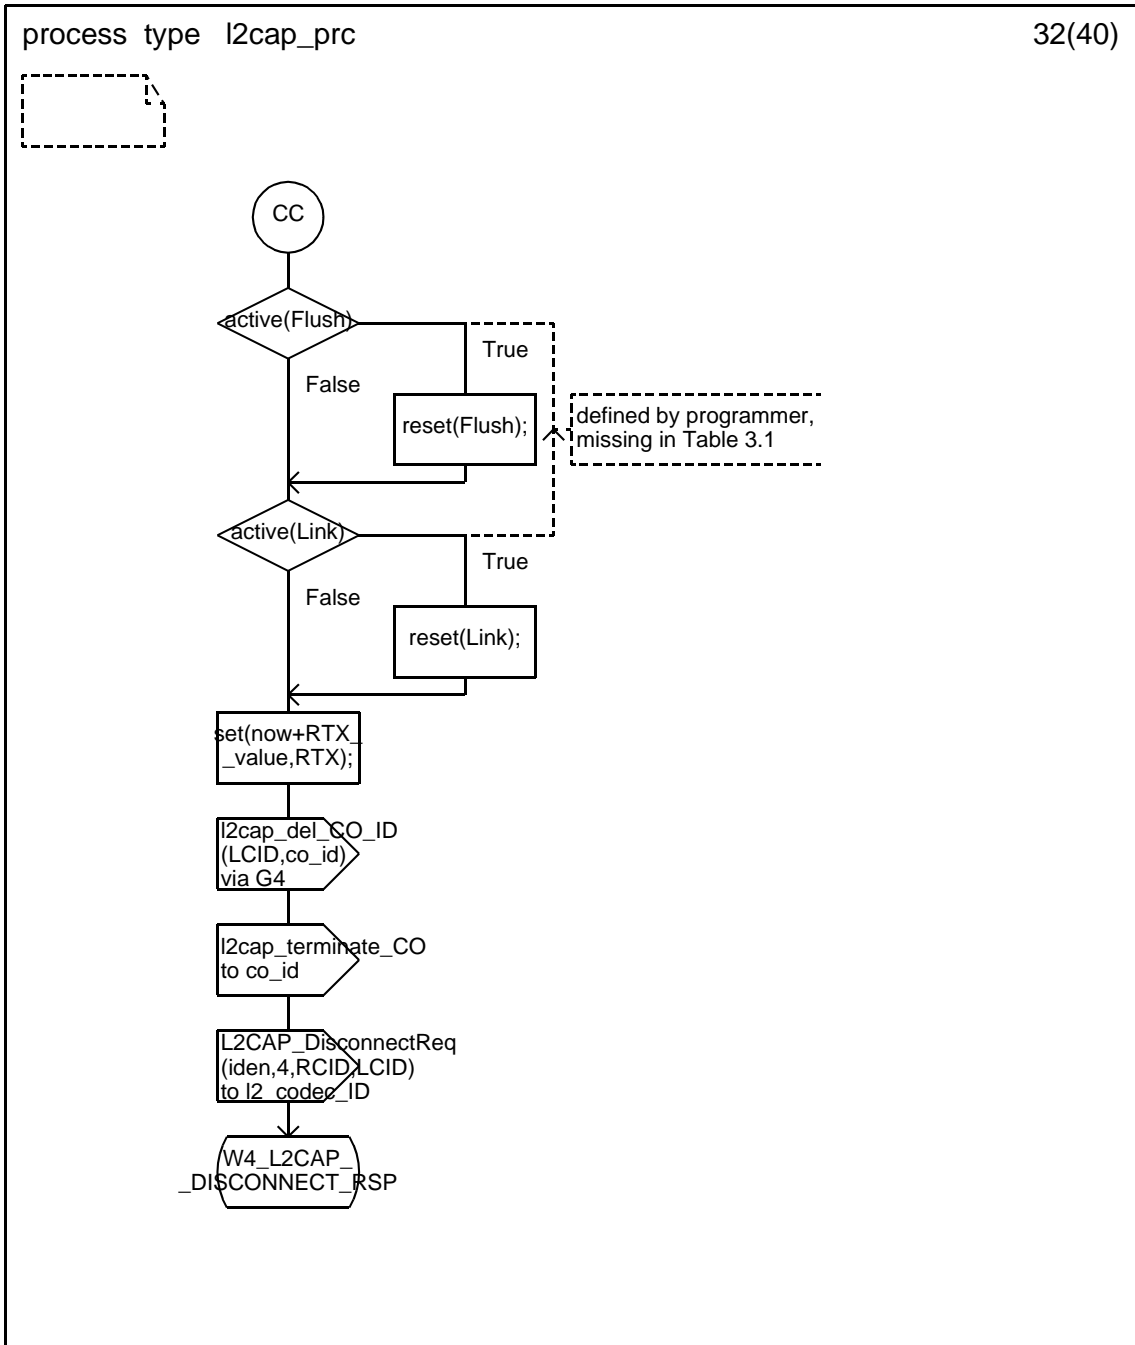 process type l2cap_prc 32(40)
CC
active(Flush)
True
False
reset(Flush);
defined by programmer,
missing in Table 3.1
active(Link)
True
False
reset(Link);
set(now+RTX_
_value,RTX);
l2cap_del_CO_ID
(LCID,co_id)
via G4
l2cap_terminate_CO
to co_id
L2CAP_DisconnectReq
(iden,4,RCID,LCID)
to l2_codec_ID
W4_L2CAP_
_DISCONNECT_RSP